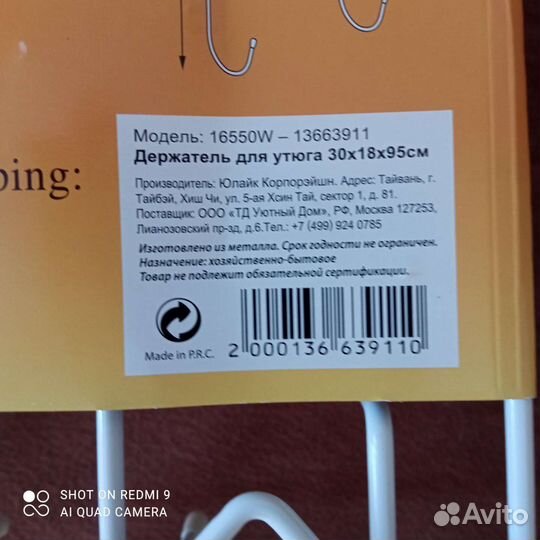 Модель: 16550W – 13663911
Держатель для утюга 30х18х95см
ping:
Производитель: Юлайк Корпорэйшн. Адрес: Тайвань, г.
Тайбэй, Хиш Чи, ул. 5-ая Хсин Тай, сектор 1, д. 81.
Поставщик: ООО «ТД Уютный Дом», РФ, Москва 127253,
Лианозовский пр-зд, д.6.Тел.: +7 (499) 924 0785
Изготовлено из металла. Срок годности не ограничен.
Назначение: хозяйственно-бытовое
Товар не подлежит обязательной сертификации.
Made in P.R.C.
2 000136 639110
SHOT ON REDMI 9
AI QUAD CAMERA
Avito